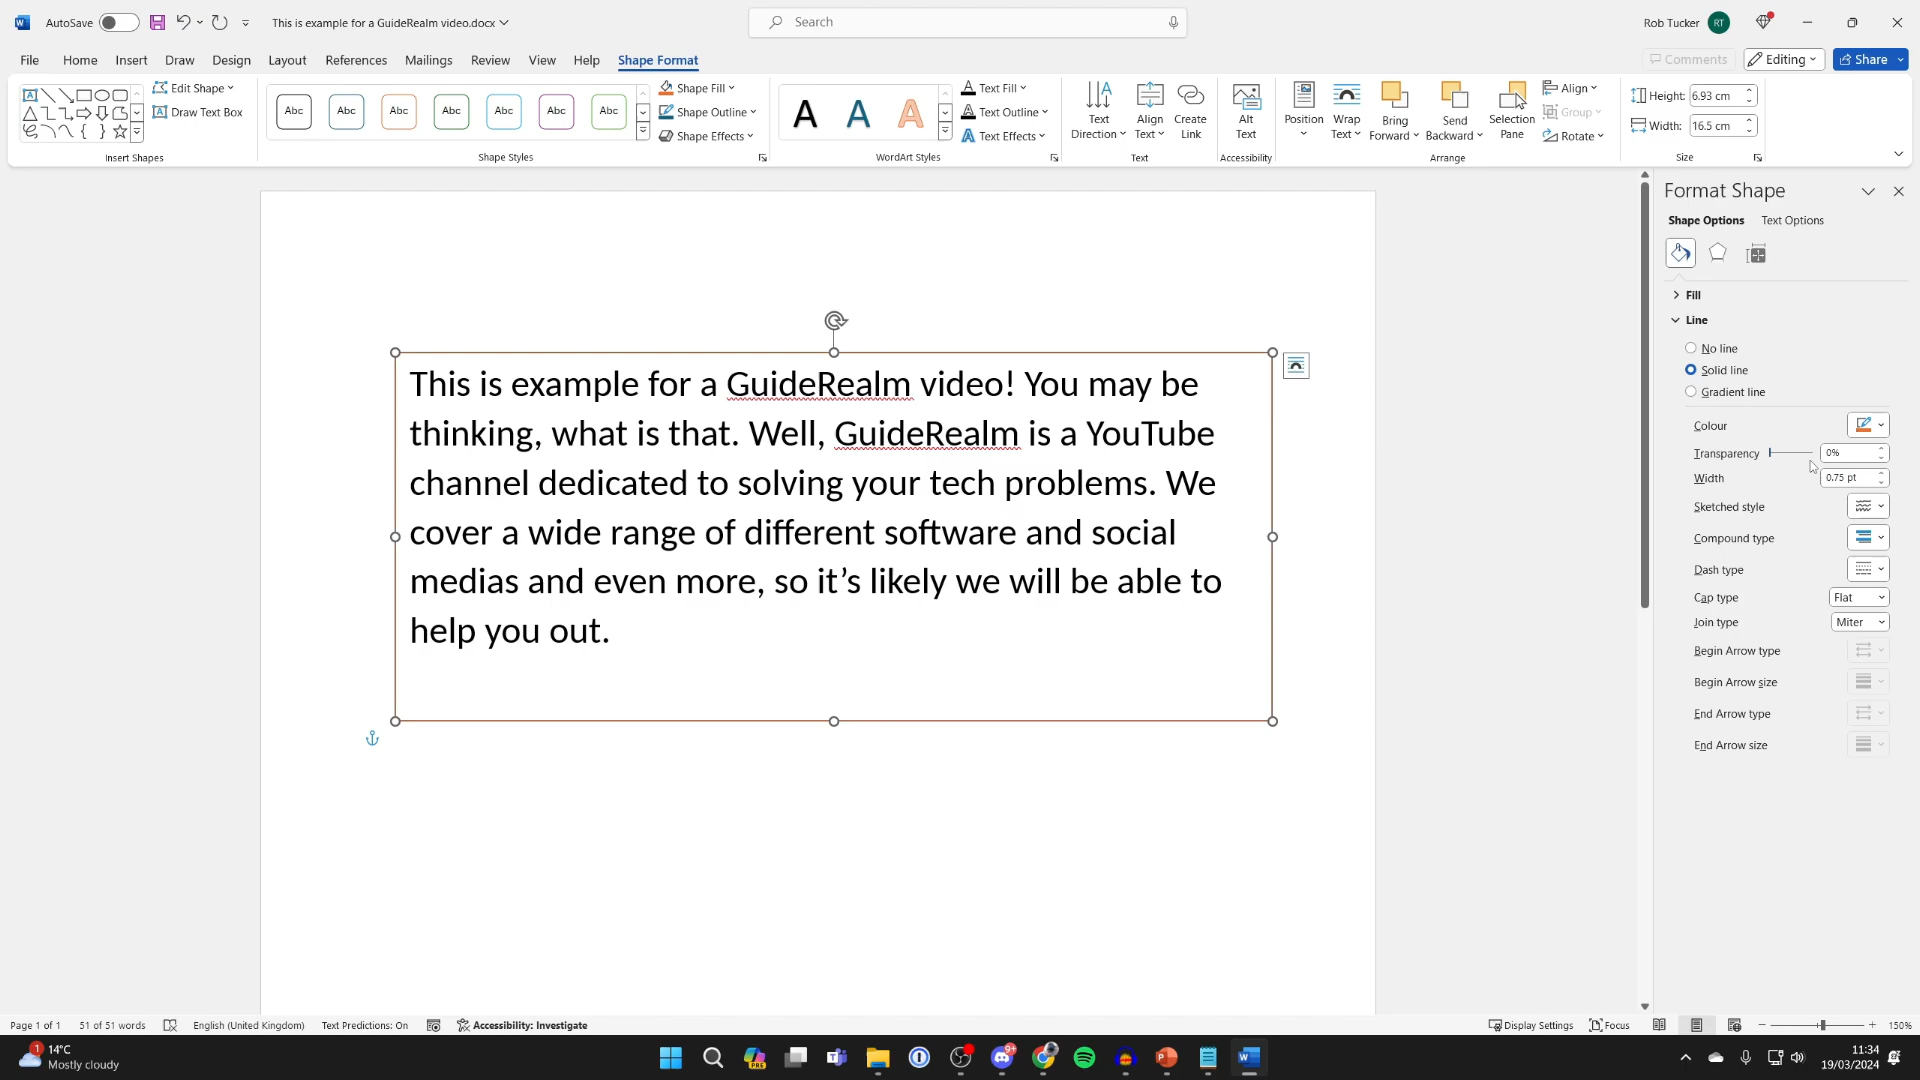 AutoSave
This is example for a GuideRealm video.docx
Search
Rob Tucker
RT
File Home Insert Draw Design Layout References Mailings Review View Help Shape Format
Comments Editing Share
Edit Shape
Draw Text Box
Insert Shapes
Abc Abc Abc Abc Abc Abc Abc
Shape Fill
Shape Outline
Shape Effects
Shape Styles
A A A
Text Fill
Text Outline
Text Effects
WordArt Styles
Text Direction
Align Text
Create Link
Text
Alt Text
Accessibility
Position
Wrap Text
Bring Forward
Send Backward
Selection Pane
Align
Group
Rotate
Arrange
Height: 6.93 cm
Width: 16.5 cm
Size
This is example for a GuideRealm video! You may be
thinking, what is that. Well, GuideRealm is a YouTube
channel dedicated to solving your tech problems. We
cover a wide range of different software and social
medias and even more, so it’s likely we will be able to
help you out.
Format Shape
Shape Options Text Options
Fill
Line
No line
Solid line
Gradient line
Colour
Transparency 0%
Width 0.75 pt
Sketched style
Compound type
Dash type
Cap type Flat
Join type Miter
Begin Arrow type
Begin Arrow size
End Arrow type
End Arrow size
Page 1 of 1 51 of 51 words English (United Kingdom) Text Predictions: On Accessibility: Investigate
Display Settings Focus 150%
1
14°C
Mostly cloudy
PRE
9+
11:34
19/03/2024